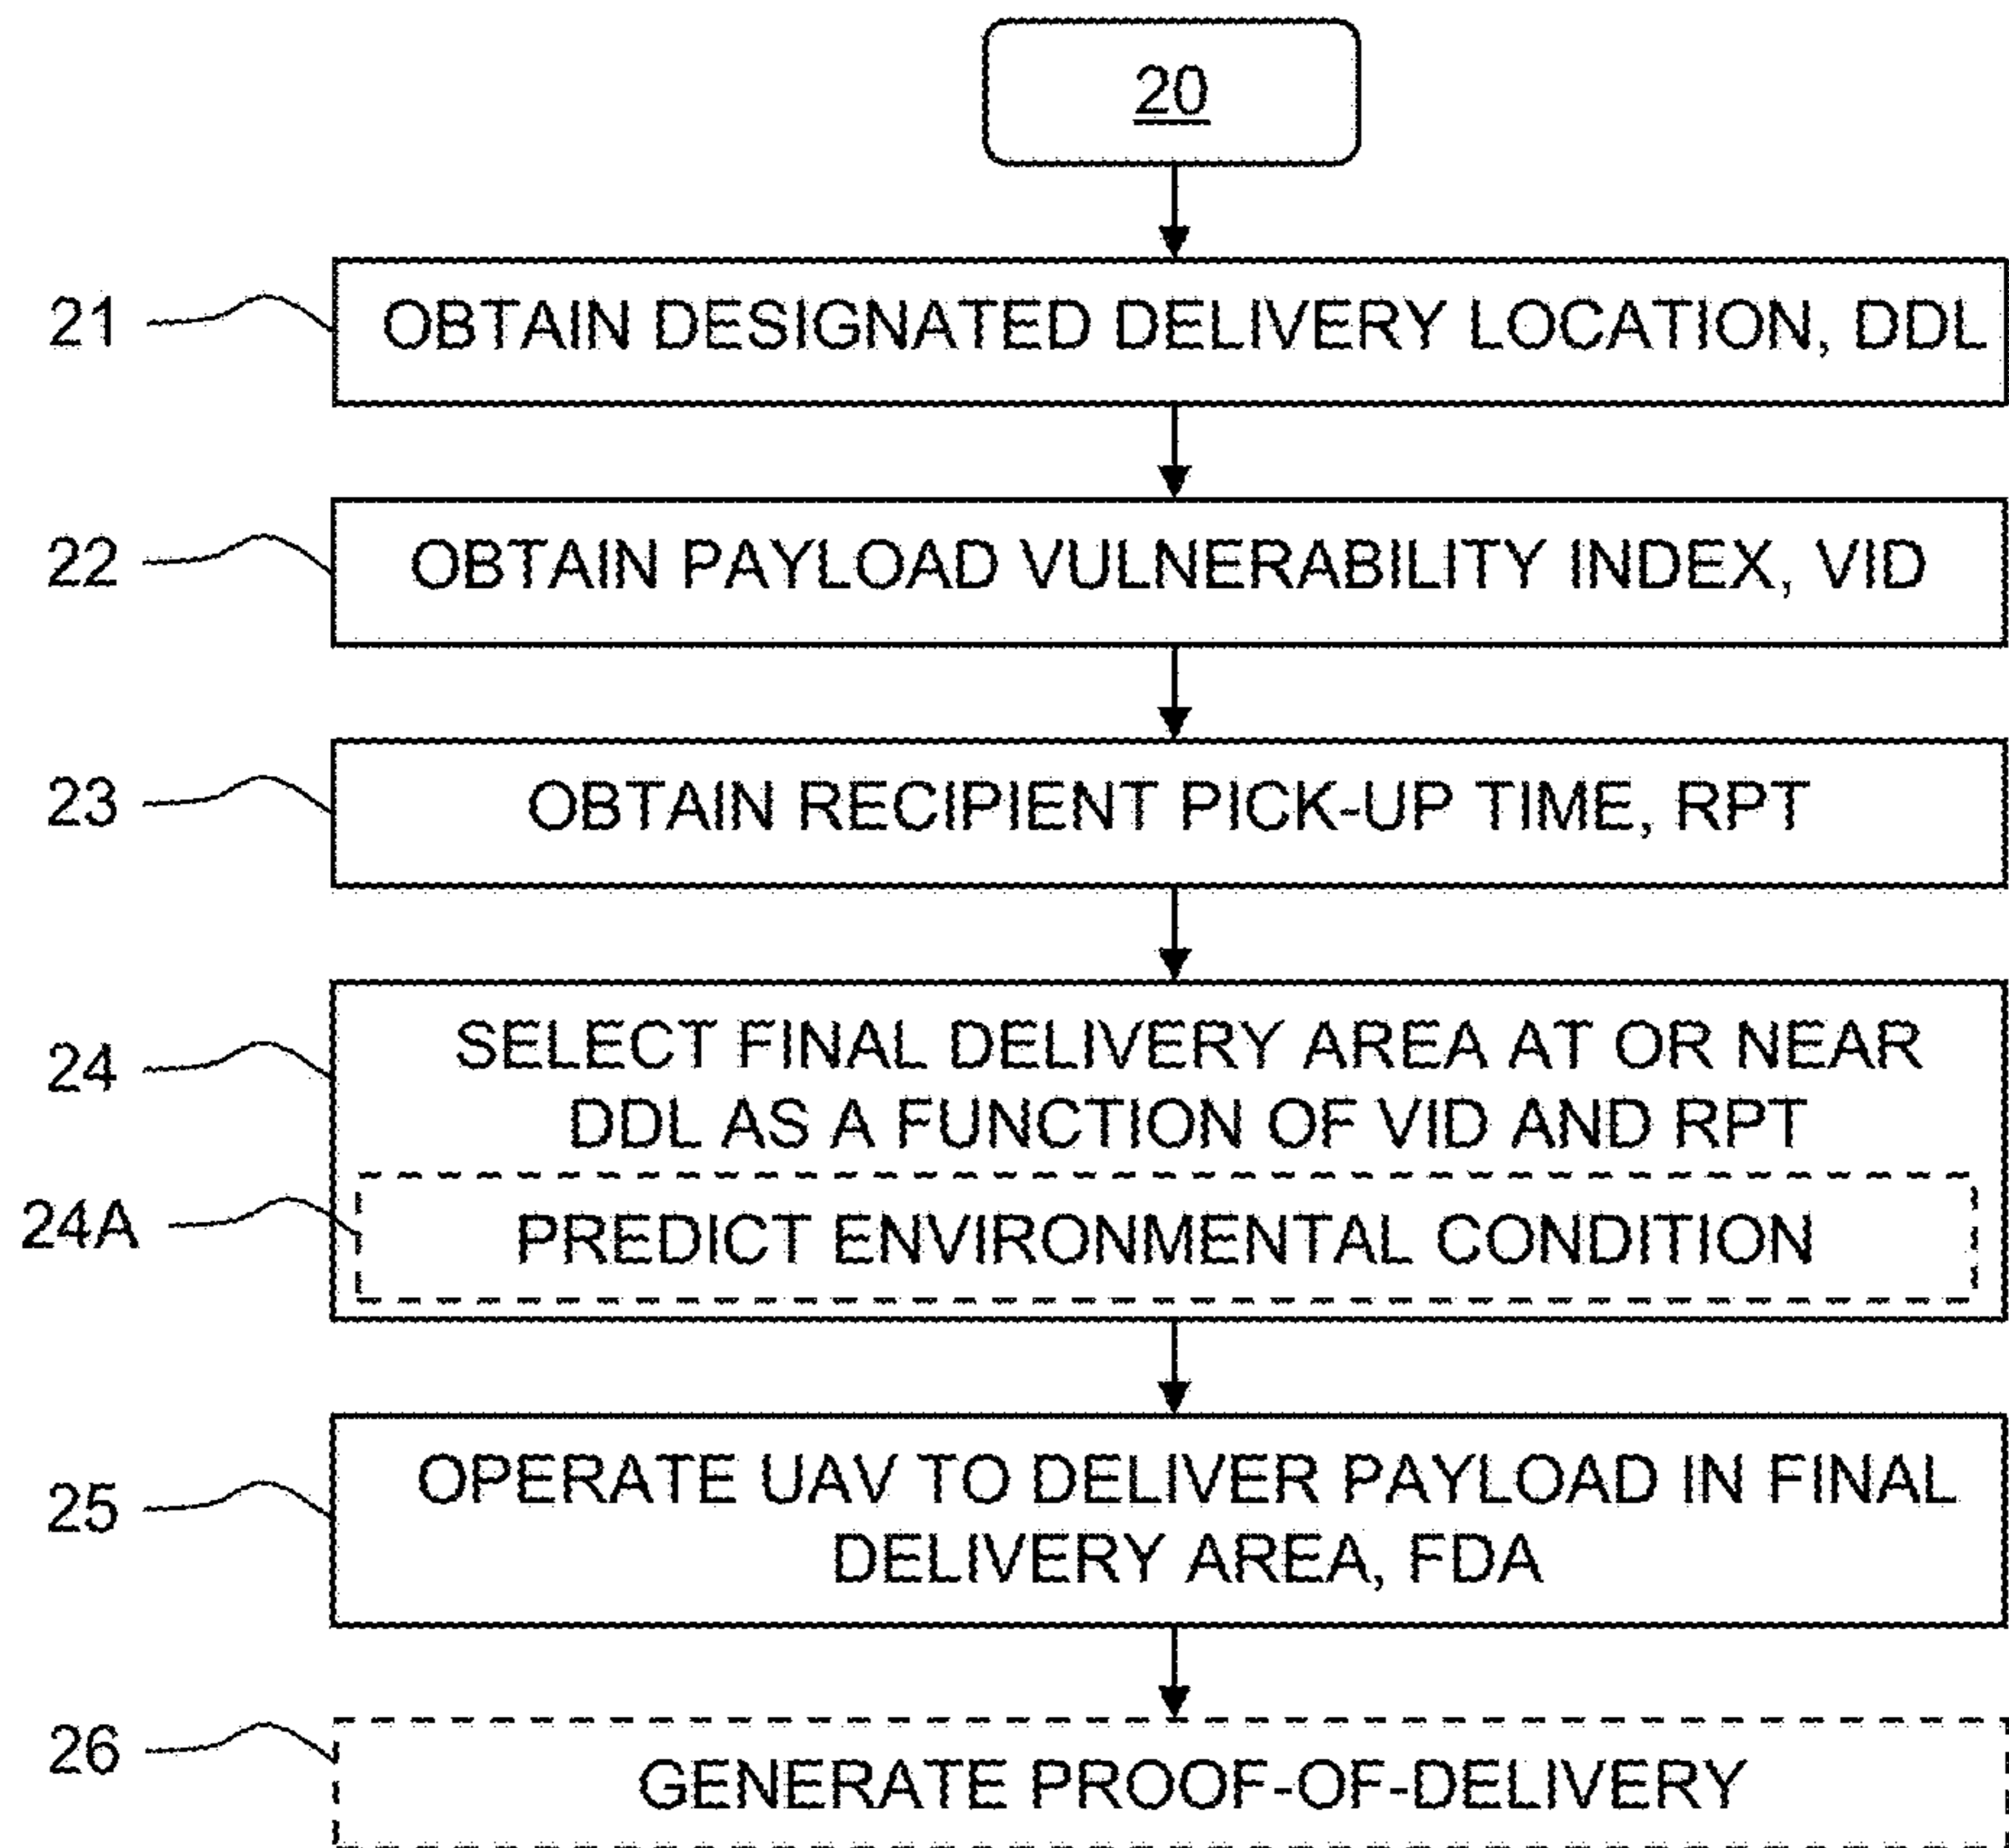 20
21
OBTAIN DESIGNATED DELIVERY LOCATION, DDL
22
OBTAIN PAYLOAD VULNERABILITY INDEX, VID
23
OBTAIN RECIPIENT PICK-UP TIME, RPT
24
SELECT FINAL DELIVERY AREA AT OR NEAR
DDL AS A FUNCTION OF VID AND RPT
24A
PREDICT ENVIRONMENTAL CONDITION
25
OPERATE UAV TO DELIVER PAYLOAD IN FINAL
DELIVERY AREA, FDA
26
GENERATE PROOF-OF-DELIVERY